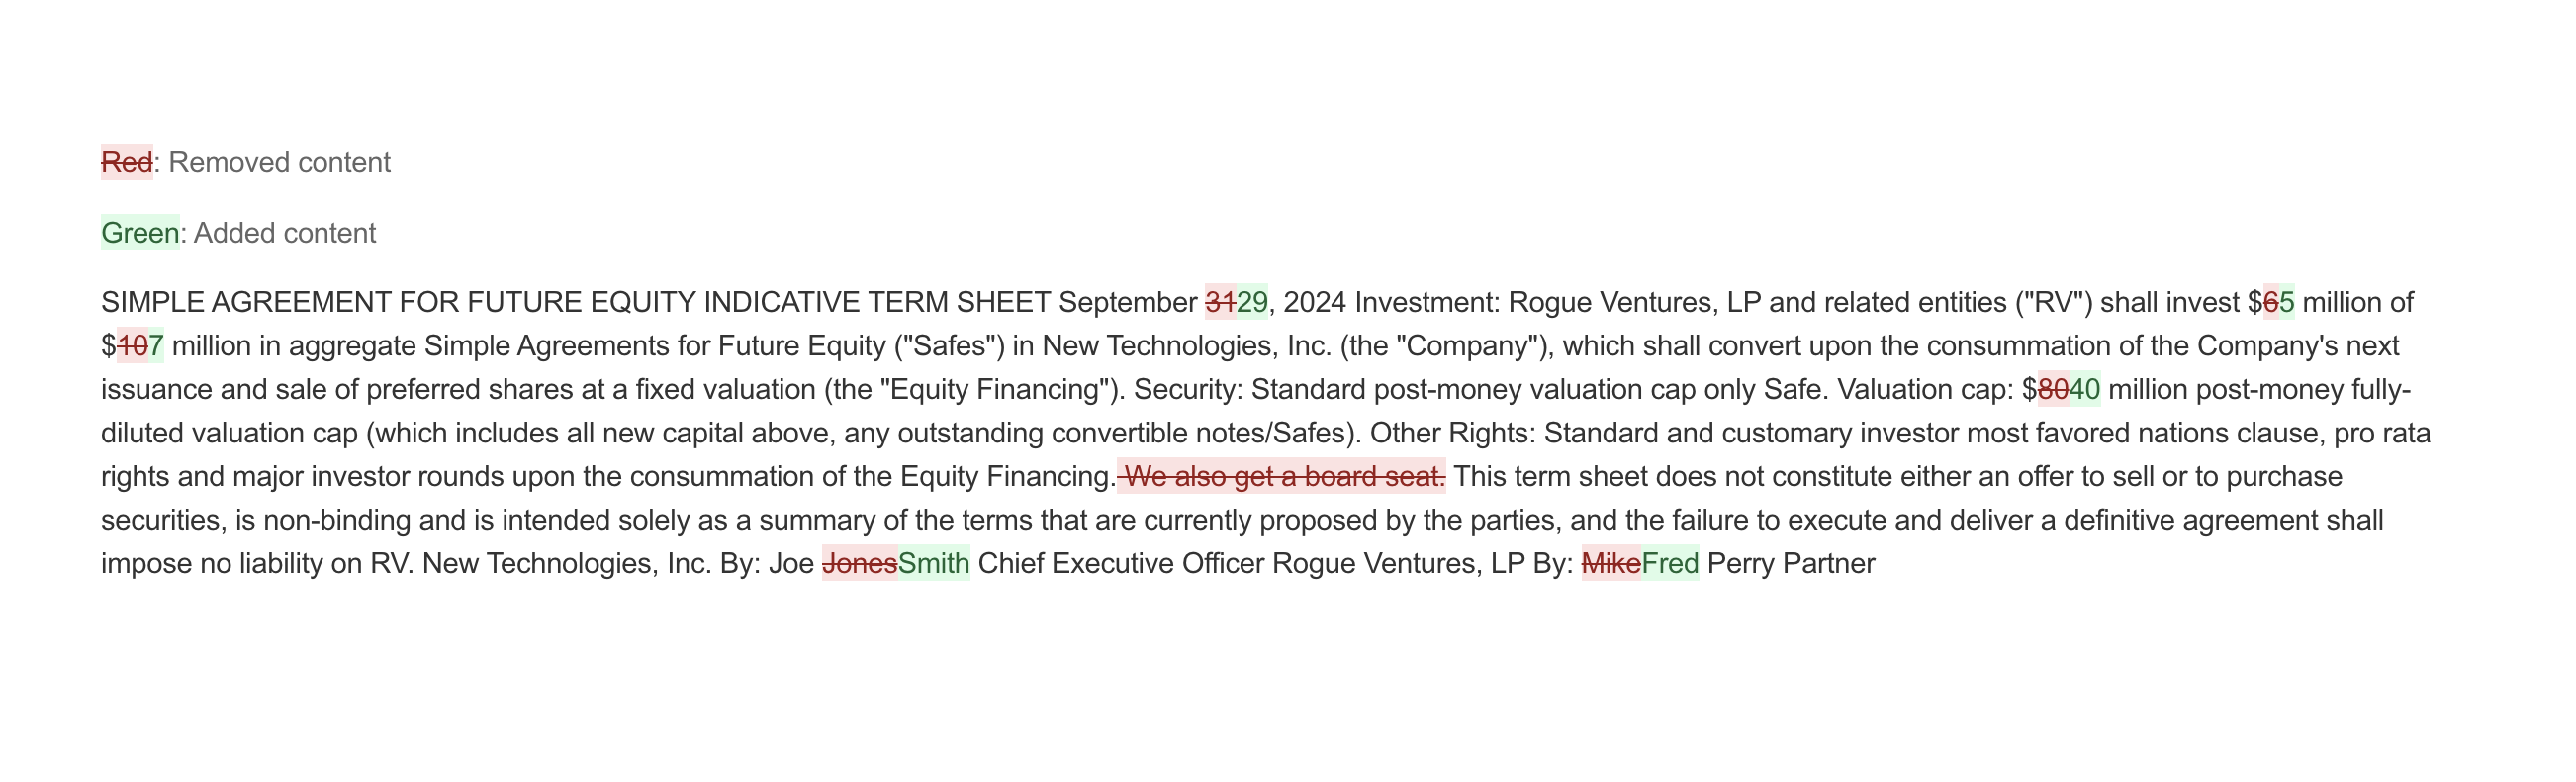 Red: Removed content
Green: Added content
SIMPLE AGREEMENT FOR FUTURE EQUITY INDICATIVE TERM SHEET September 3129, 2024 Investment: Rogue Ventures, LP and related entities ("RV") shall invest $65 million of
$107 million in aggregate Simple Agreements for Future Equity ("Safes") in New Technologies, Inc. (the "Company"), which shall convert upon the consummation of the Company's next
issuance and sale of preferred shares at a fixed valuation (the "Equity Financing"). Security: Standard post-money valuation cap only Safe. Valuation cap: $8040 million post-money fully-
diluted valuation cap (which includes all new capital above, any outstanding convertible notes/Safes). Other Rights: Standard and customary investor most favored nations clause, pro rata
rights and major investor rounds upon the consummation of the Equity Financing. We also get a board seat. This term sheet does not constitute either an offer to sell or to purchase
securities, is non-binding and is intended solely as a summary of the terms that are currently proposed by the parties, and the failure to execute and deliver a definitive agreement shall
impose no liability on RV. New Technologies, Inc. By: Joe JonesSmith Chief Executive Officer Rogue Ventures, LP By: MikeFred Perry Partner